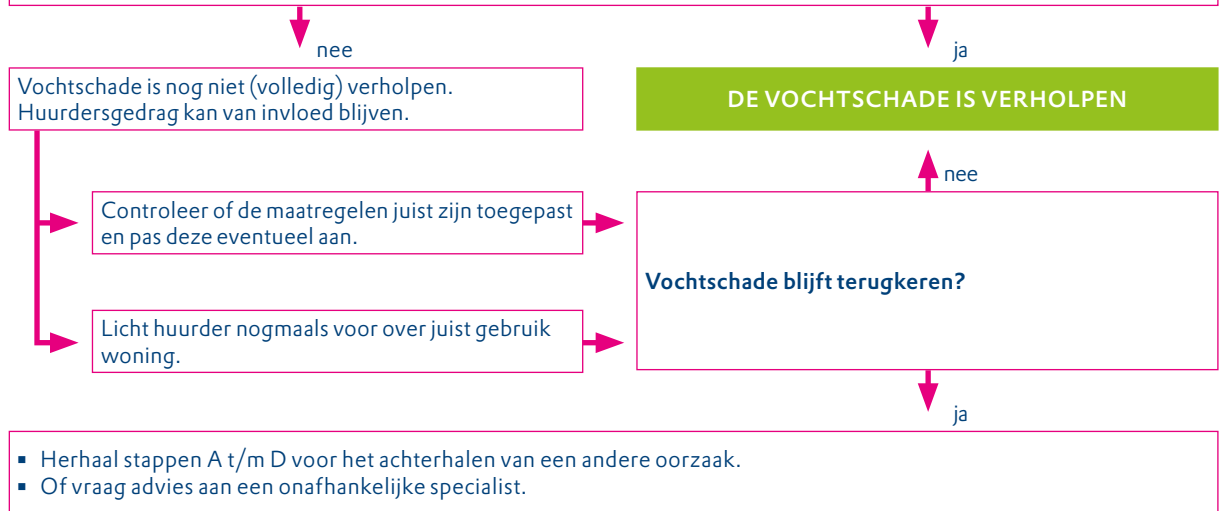 nee
ja
Vochtschade is nog niet (volledig) verholpen.
Huurdersgedrag kan van invloed blijven.
DE VOCHTSCHADE IS VERHOLPEN
nee
Controleer of de maatregelen juist zijn toegepast
en pas deze eventueel aan.
Vochtschade blijft terugkeren?
Licht huurder nogmaals voor over juist gebruik
woning.
ja
▪ Herhaal stappen A t/m D voor het achterhalen van een andere oorzaak.
▪ Of vraag advies aan een onafhankelijke specialist.